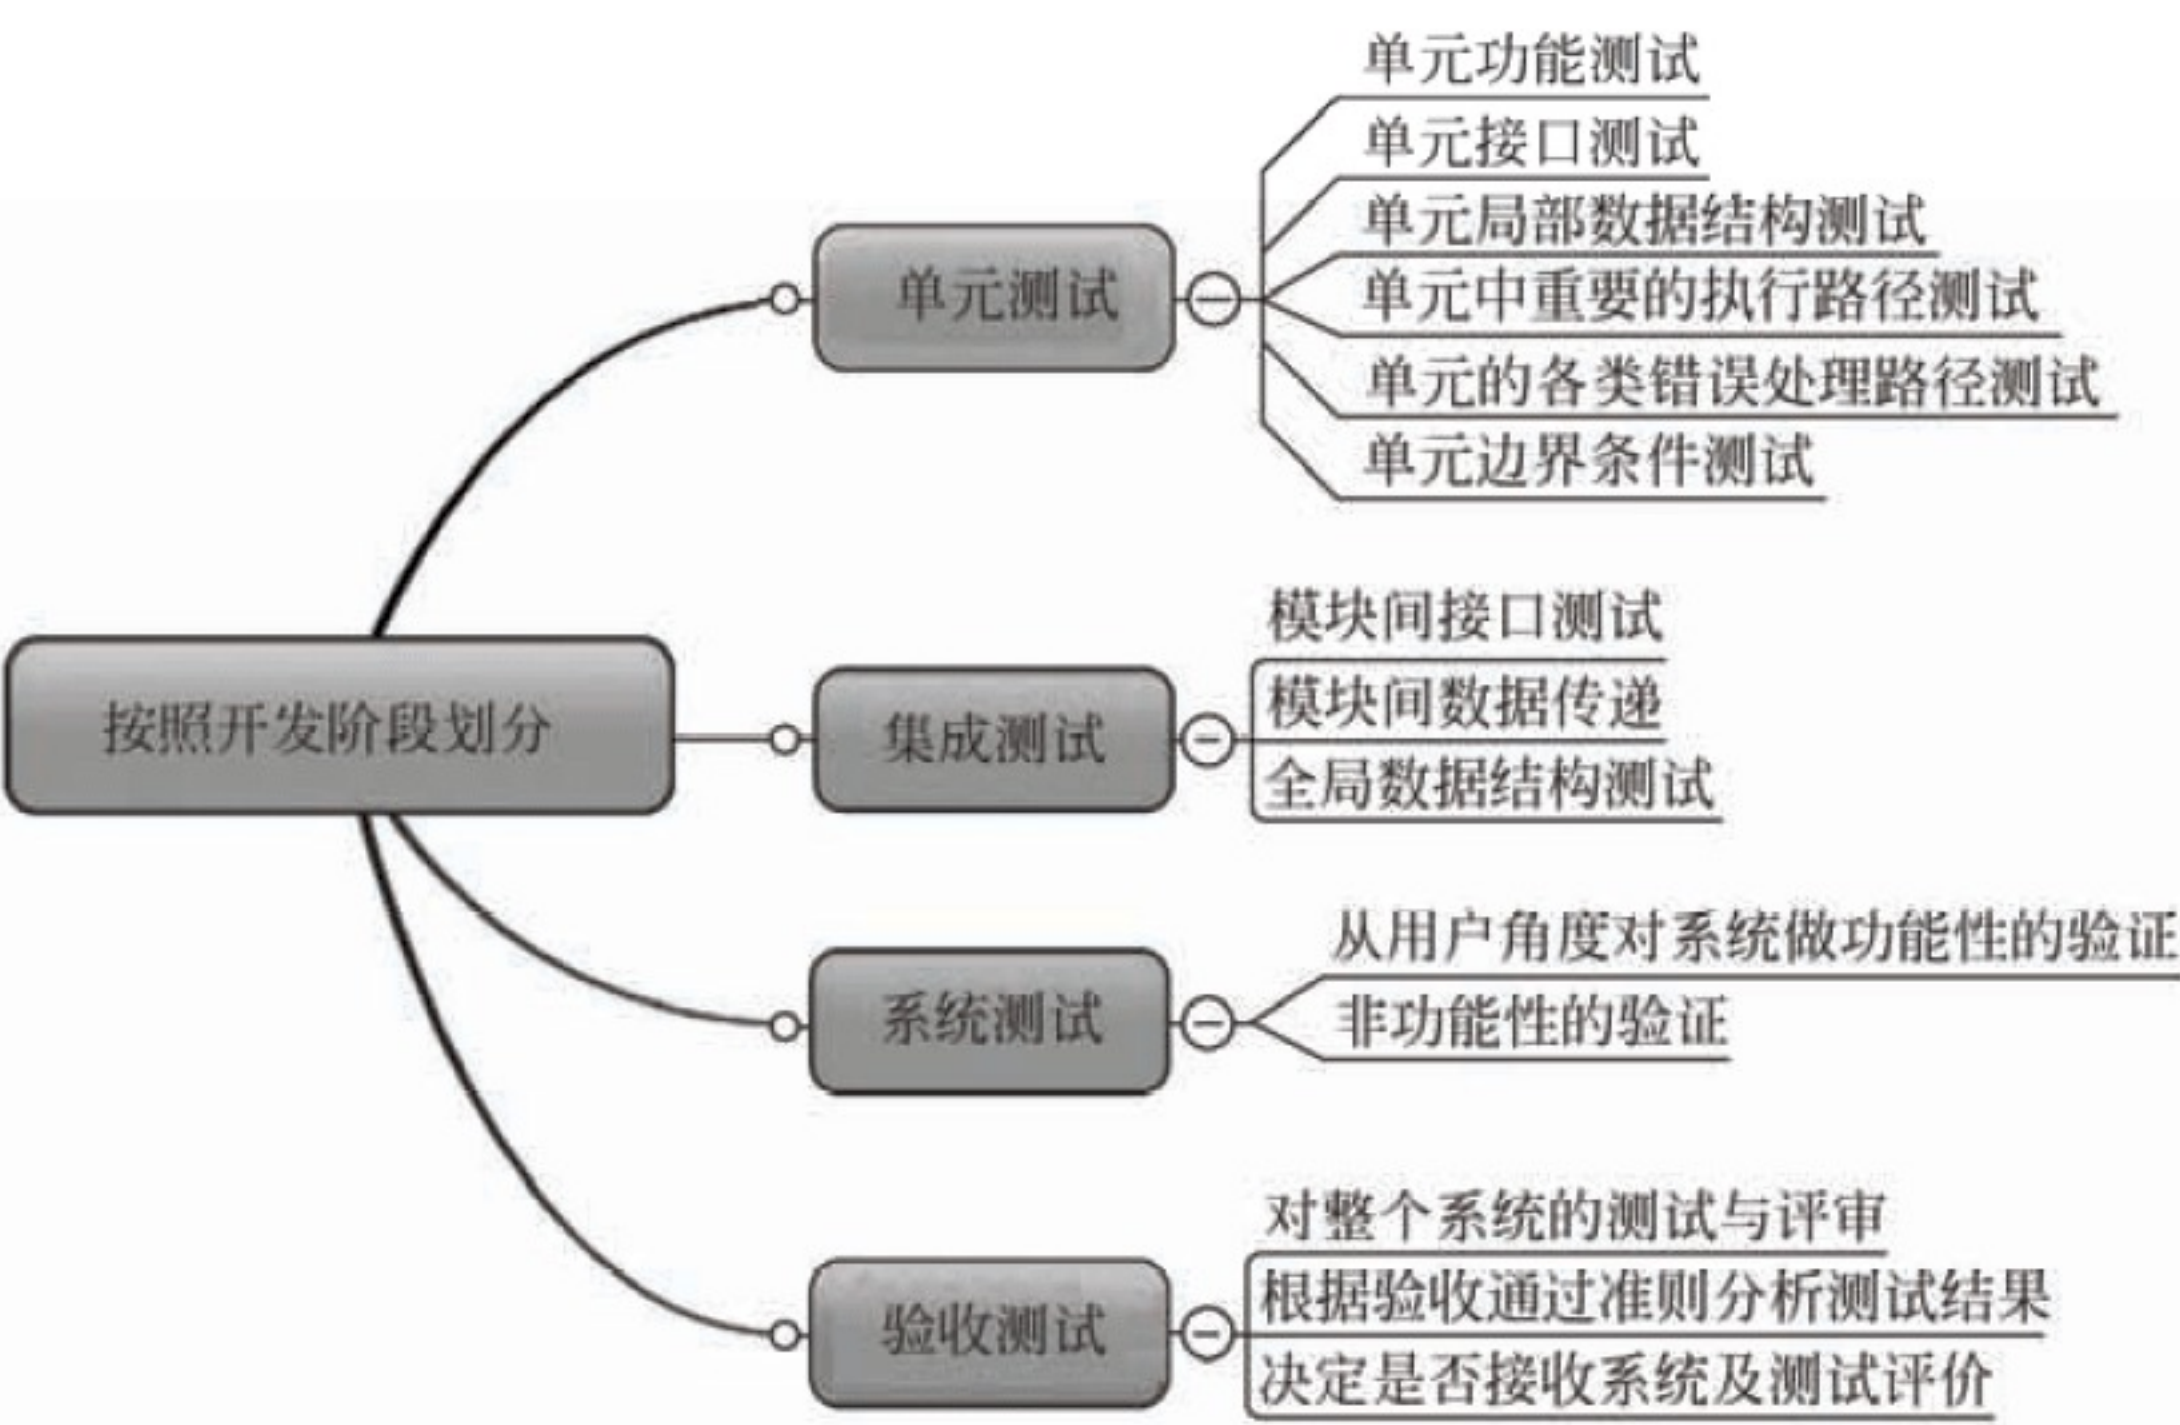 按照开发阶段划分
单元测试
单元功能测试
单元接口测试
单元局部数据结构测试
单元中重要的执行路径测试
单元的各类错误处理路径测试
单元边界条件测试
集成测试
模块间接口测试
模块间数据传递
全局数据结构测试
系统测试
从用户角度对系统做功能性的验证
非功能性的验证
验收测试
对整个系统的测试与评审
根据验收通过准则分析测试结果
决定是否接收系统及测试评价